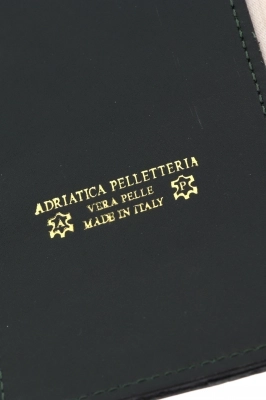 ADRIATICA PELLETTERIA
VERA PELLE
A MADE IN ITALY P